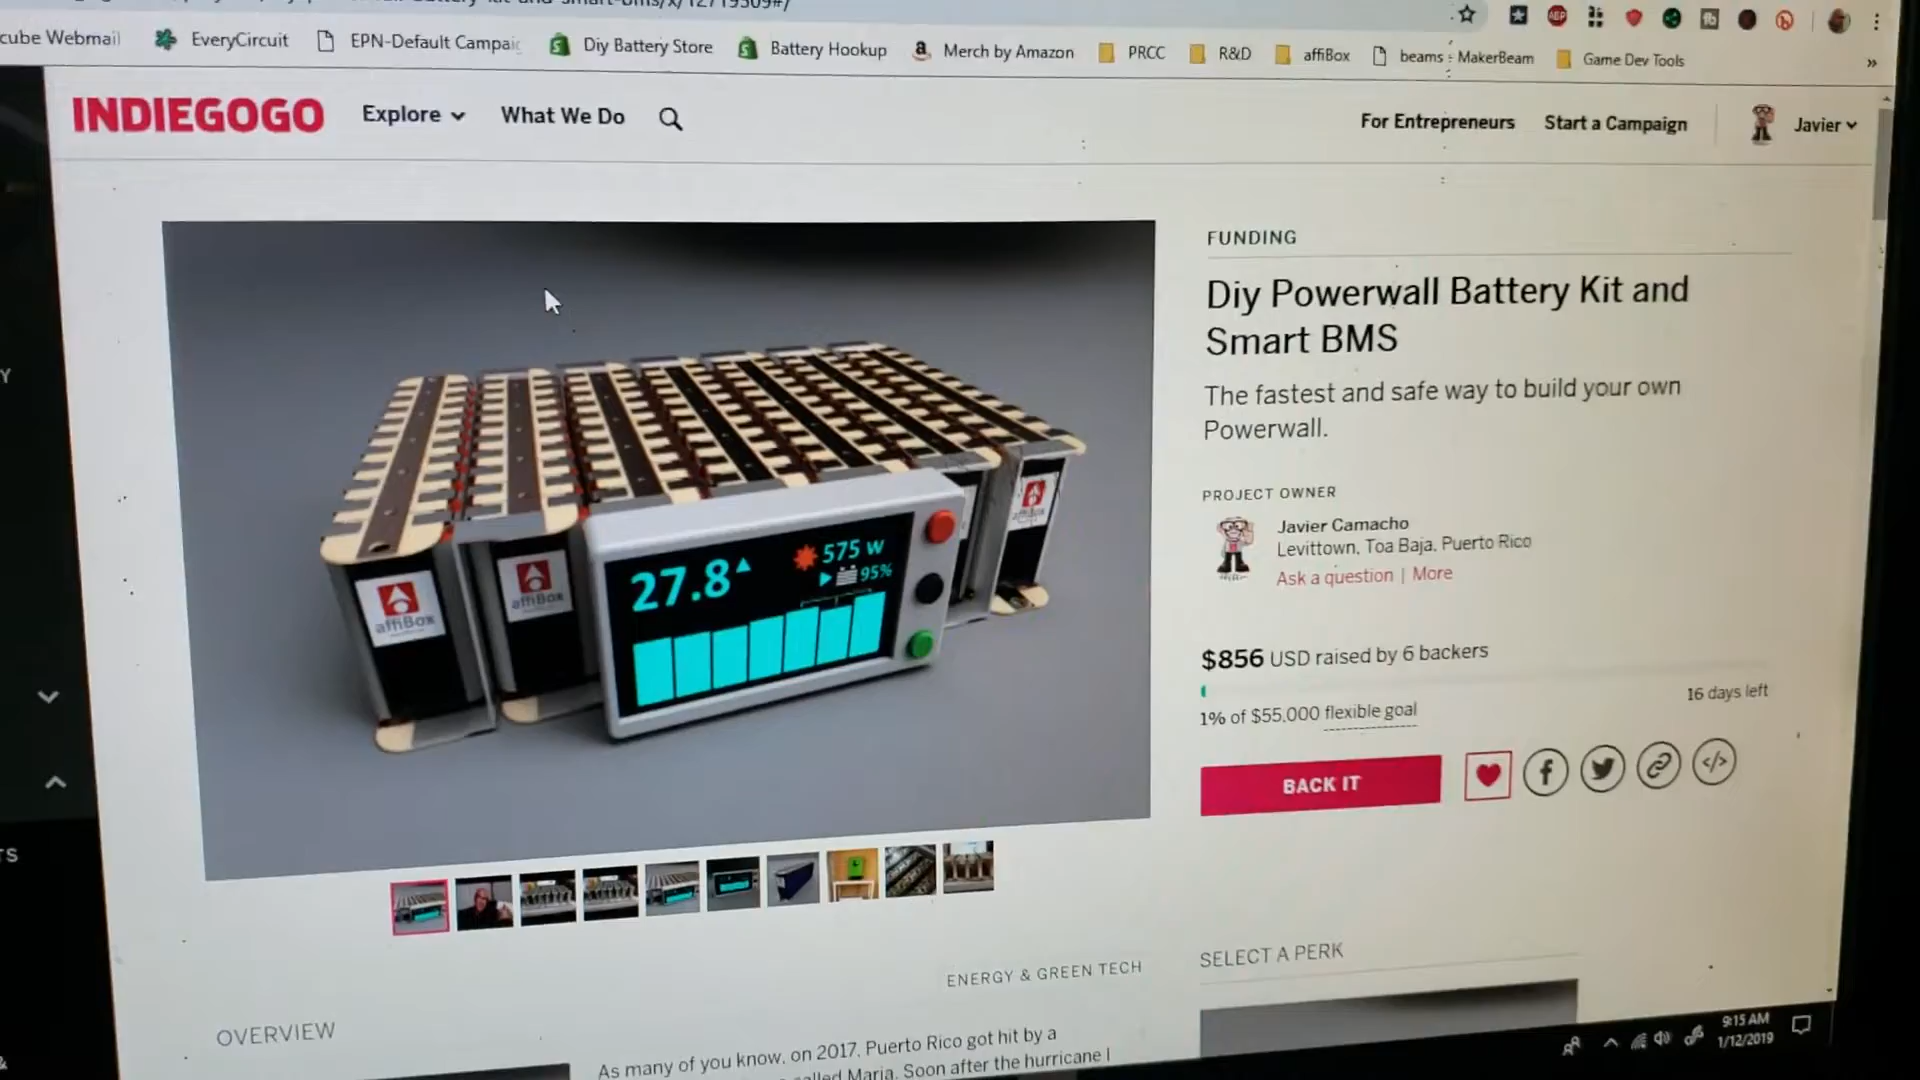 cube Webmail EveryCircuit EPN-Default Campaig Diy Battery Store Battery Hookup Merch by Amazon PRCC R&D affiBox beams : MakerBeam Game Dev Tools »
INDIEGOGO Explore What We Do For Entrepreneurs Start a Campaign Javier
FUNDING
Diy Powerwall Battery Kit and
Smart BMS
The fastest and safe way to build your own
Powerwall.
PROJECT OWNER
Javier Camacho
Levittown, Toa Baja, Puerto Rico
Ask a question | More
27.8
575 W
95%
affiBox
affiBox
$856 USD raised by 6 backers
16 days left
1% of $55,000 flexible goal
BACK IT
SELECT A PERK
ENERGY & GREEN TECH
OVERVIEW
As many of you know, on 2017, Puerto Rico got hit by a
Maria. Soon after the hurricane I
9:15 AM
1/12/2019